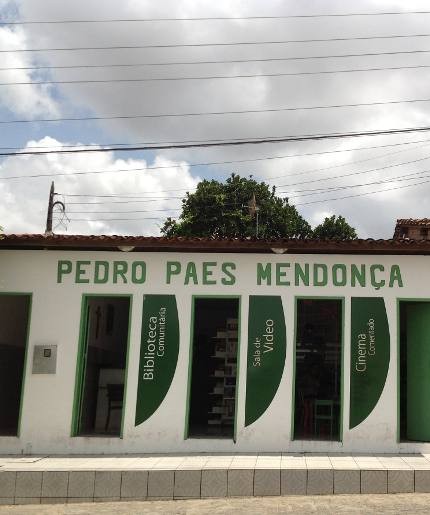 PEDRO PAES MENDONÇA
Biblioteca
Comunitária
Sala de
Vídeo
Cinema
Comentado